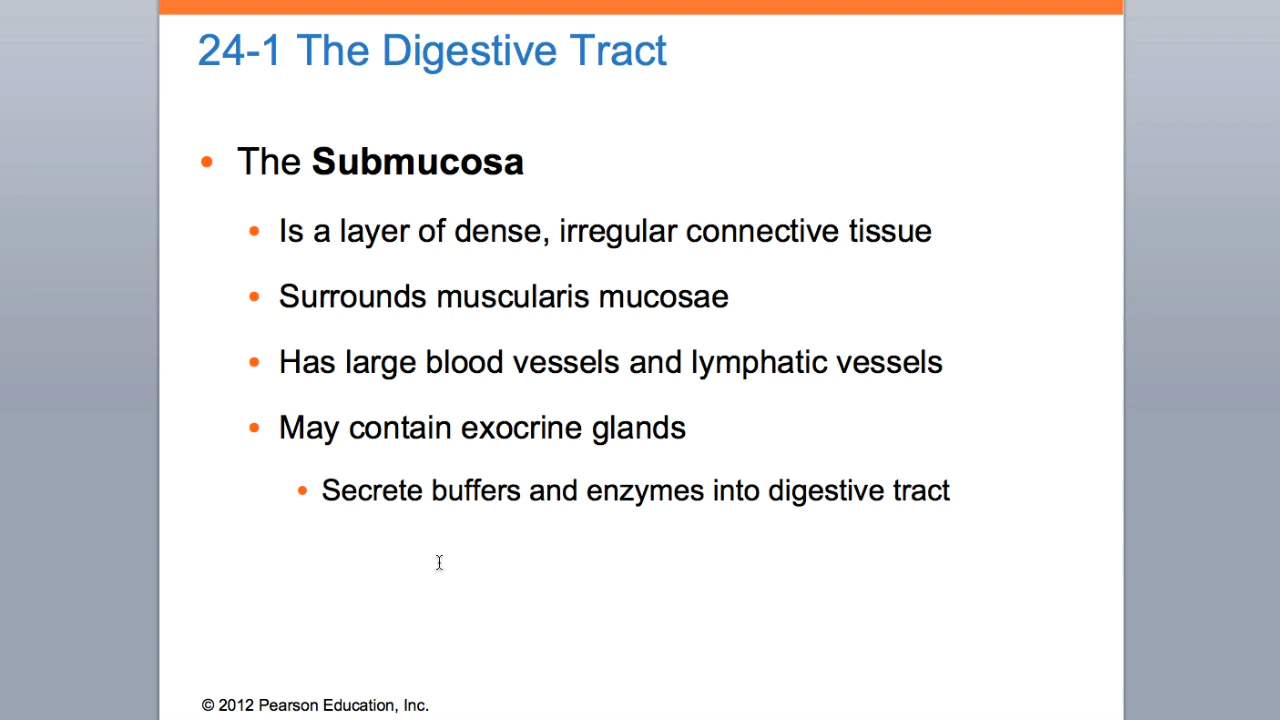 24-1 The Digestive Tract
• The Submucosa
• Is a layer of dense, irregular connective tissue
• Surrounds muscularis mucosae
• Has large blood vessels and lymphatic vessels
• May contain exocrine glands
• Secrete buffers and enzymes into digestive tract
© 2012 Pearson Education, Inc.